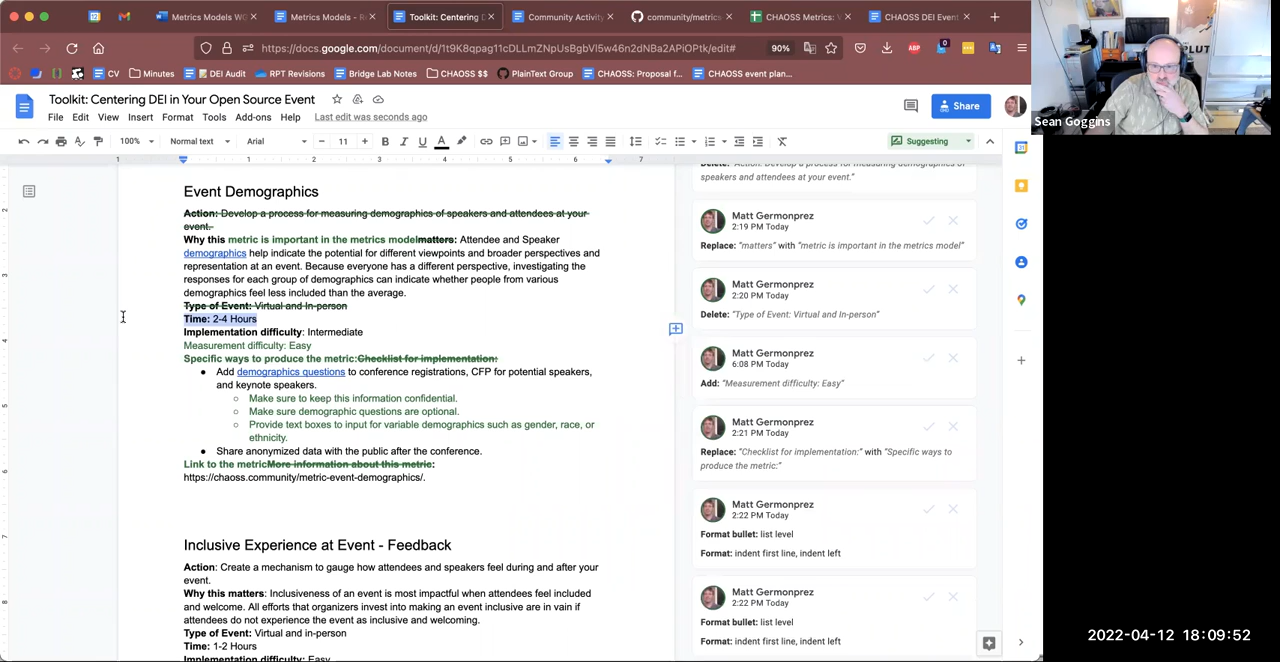 Metrics Models WG
Metrics Models - R
Toolkit: Centering D
Community Activity
community/metrics
CHAOSS Metrics: V
CHAOSS DEI Event
https://docs.google.com/document/d/1t9K8qpag11cDLLmZNpUsBgbVl5w46n2dNBa2APiOPtk/edit#
90%
ABP
0
CV
Minutes
DEI Audit
RPT Revisions
Bridge Lab Notes
CHAOSS $$
PlainText Group
CHAOSS: Proposal f...
CHAOSS event plan...
Toolkit: Centering DEI in Your Open Source Event
File Edit View Insert Format Tools Add-ons Help Last edit was seconds ago
Share
100% Normal text Arial 11 B I U A
Suggesting
1 1 2 3 4 5 6 7
Event Demographics
Action: Develop a process for measuring demographics of speakers and attendees at your
event.
Why this metric is important in the metrics modelmatters: Attendee and Speaker
demographics help indicate the potential for different viewpoints and broader perspectives and
representation at an event. Because everyone has a different perspective, investigating the
responses for each group of demographics can indicate whether people from various
demographics feel less included than the average.
Type of Event: Virtual and In-person
Time: 2-4 Hours
Implementation difficulty: Intermediate
Measurement difficulty: Easy
Specific ways to produce the metric:Checklist for implementation:
● Add demographics questions to conference registrations, CFP for potential speakers,
and keynote speakers.
○ Make sure to keep this information confidential.
○ Make sure demographic questions are optional.
○ Provide text boxes to input for variable demographics such as gender, race, or
ethnicity.
● Share anonymized data with the public after the conference.
Link to the metricMore information about this metric:
https://chaoss.community/metric-event-demographics/.
Inclusive Experience at Event - Feedback
Action: Create a mechanism to gauge how attendees and speakers feel during and after your
event.
Why this matters: Inclusiveness of an event is most impactful when attendees feel included
and welcome. All efforts that organizers invest into making an event inclusive are in vain if
attendees do not experience the event as inclusive and welcoming.
Type of Event: Virtual and in-person
Time: 1-2 Hours
Implementation difficulty: Easy
Delete: "Action: Develop a process for measuring demographics of
speakers and attendees at your event."
Matt Germonprez
2:19 PM Today
Replace: "matters" with "metric is important in the metrics model"
Matt Germonprez
2:20 PM Today
Delete: "Type of Event: Virtual and In-person"
Matt Germonprez
6:08 PM Today
Add: "Measurement difficulty: Easy"
Matt Germonprez
2:21 PM Today
Replace: "Checklist for implementation:" with "Specific ways to
produce the metric:"
Matt Germonprez
2:22 PM Today
Format bullet: list level
Format: indent first line, indent left
Matt Germonprez
2:22 PM Today
Format bullet: list level
Format: indent first line, indent left
Sean Goggins
2022-04-12 18:09:52